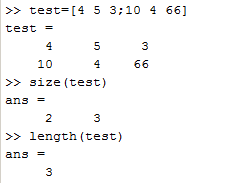 >> test=[4 5 3;10 4 66]
test =
4 5 3
10 4 66
>> size(test)
ans =
2 3
>> length(test)
ans =
3